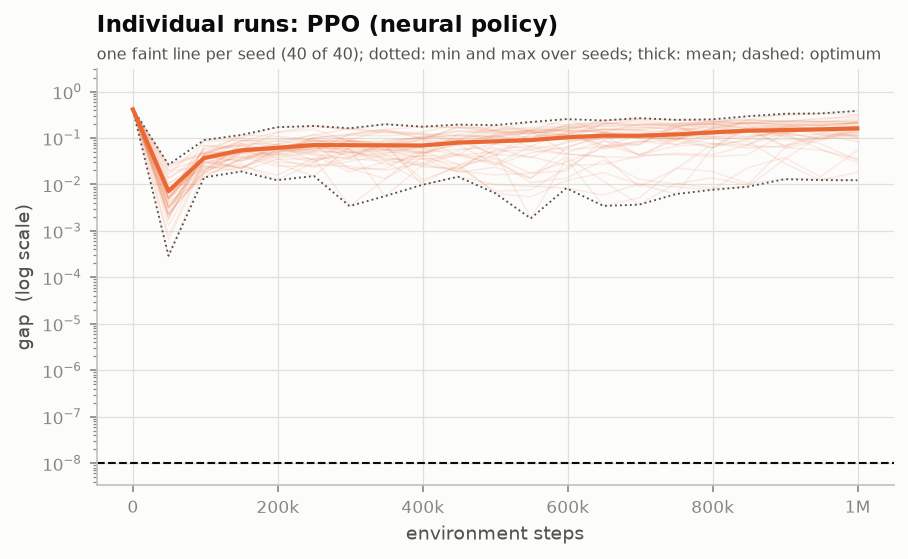 Individual runs: PPO (neural policy)
one faint line per seed (40 of 40); dotted: min and max over seeds; thick: mean; dashed: optimum
gap (log scale)
10⁰
10⁻¹
10⁻²
10⁻³
10⁻⁴
10⁻⁵
10⁻⁶
10⁻⁷
10⁻⁸
0 200k 400k 600k 800k 1M
environment steps